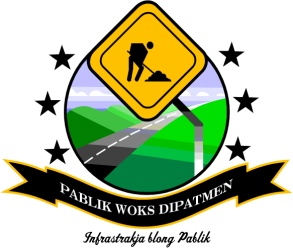 PABLIK WOKS DIPATMEN
Infrastrakja blong Pablik